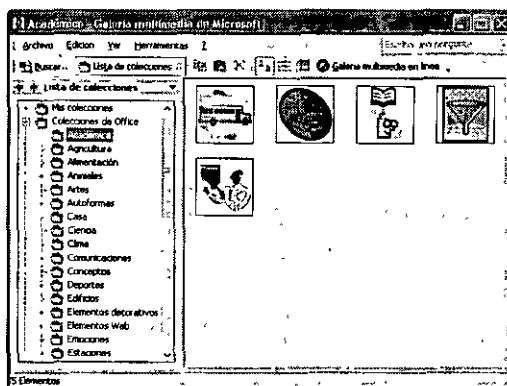 Académico - Galería multimedia de Microsoft
Archivo Edición Ver Herramientas ?
Escriba una pregunta
Buscar... Lista de colecciones Galería multimedia en línea
Lista de colecciones
Mis colecciones
Colecciones de Office
Académico
Agricultura
Alimentación
Animales
Artes
Autoformas
Casa
Ciencia
Clima
Comunicaciones
Conceptos
Deportes
Edificios
Elementos decorativos
Elementos Web
Emociones
Estaciones
5 Elementos